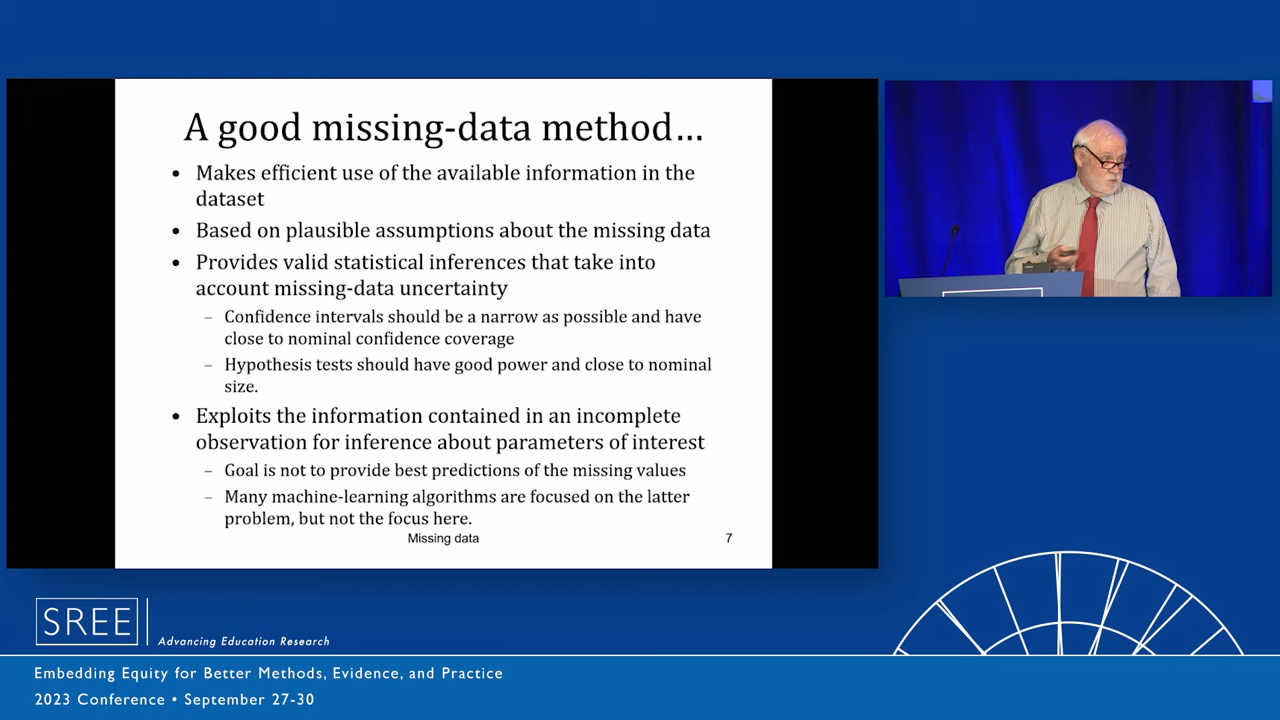 A good missing-data method…
• Makes efficient use of the available information in the
dataset
• Based on plausible assumptions about the missing data
• Provides valid statistical inferences that take into
account missing-data uncertainty
– Confidence intervals should be a narrow as possible and have
close to nominal confidence coverage
– Hypothesis tests should have good power and close to nominal
size.
• Exploits the information contained in an incomplete
observation for inference about parameters of interest
– Goal is not to provide best predictions of the missing values
– Many machine-learning algorithms are focused on the latter
problem, but not the focus here.
Missing data 7
SREE
Advancing Education Research
Embedding Equity for Better Methods, Evidence, and Practice
2023 Conference • September 27-30